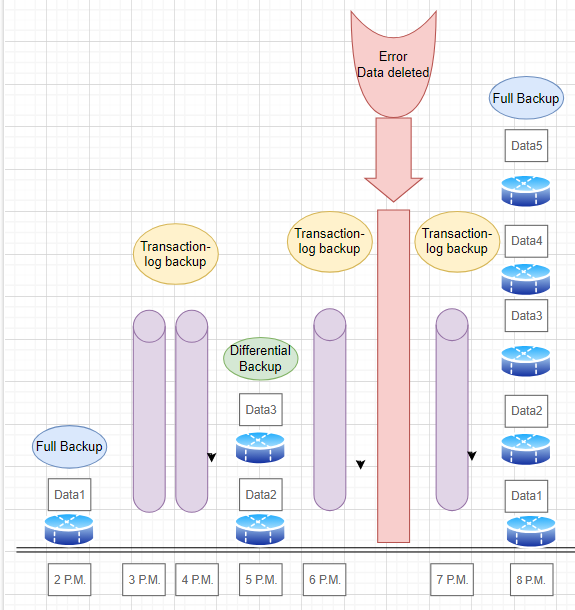 Error
Data deleted
Full Backup
Data5
Transaction-
log backup
Transaction-
log backup
Transaction-
log backup
Data4
Data3
Differential
Backup
Data3
Data2
Full Backup
Data1
Data2
Data1
2 P.M.
3 P.M.
4 P.M.
5 P.M.
6 P.M.
7 P.M.
8 P.M.